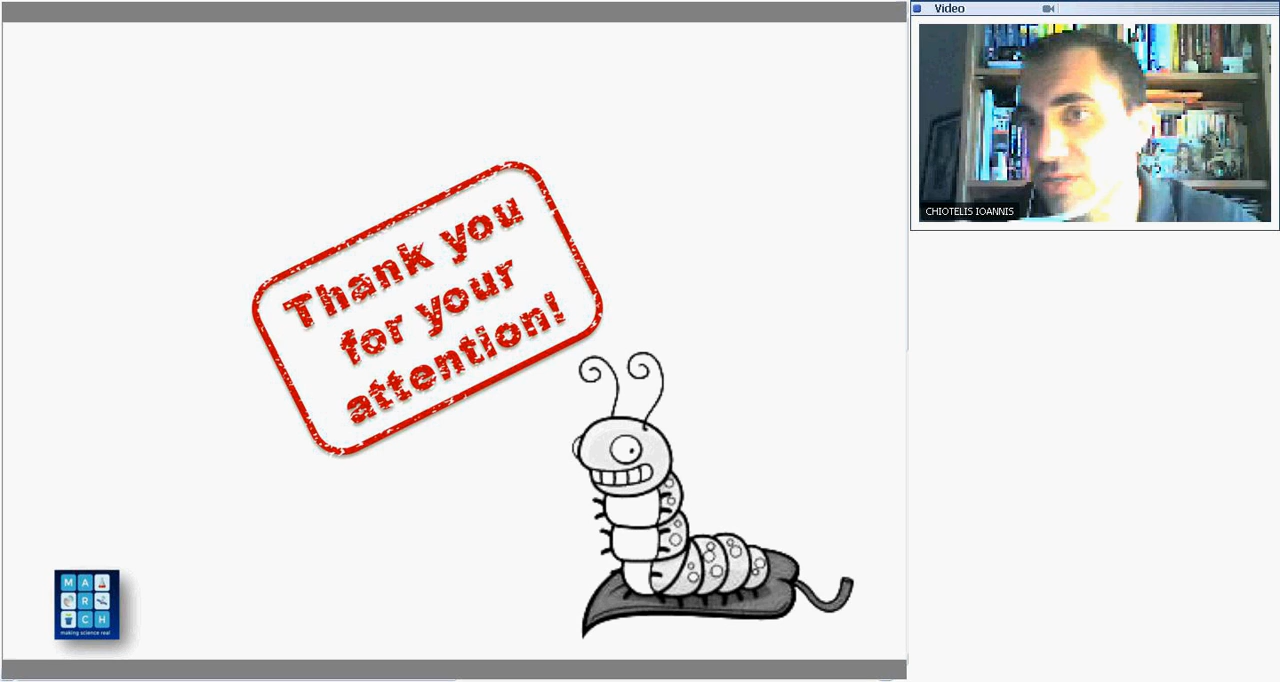 Video
CHIOTELIS IOANNIS
Thank you
for your
attention!
M A
R
C H
making science real